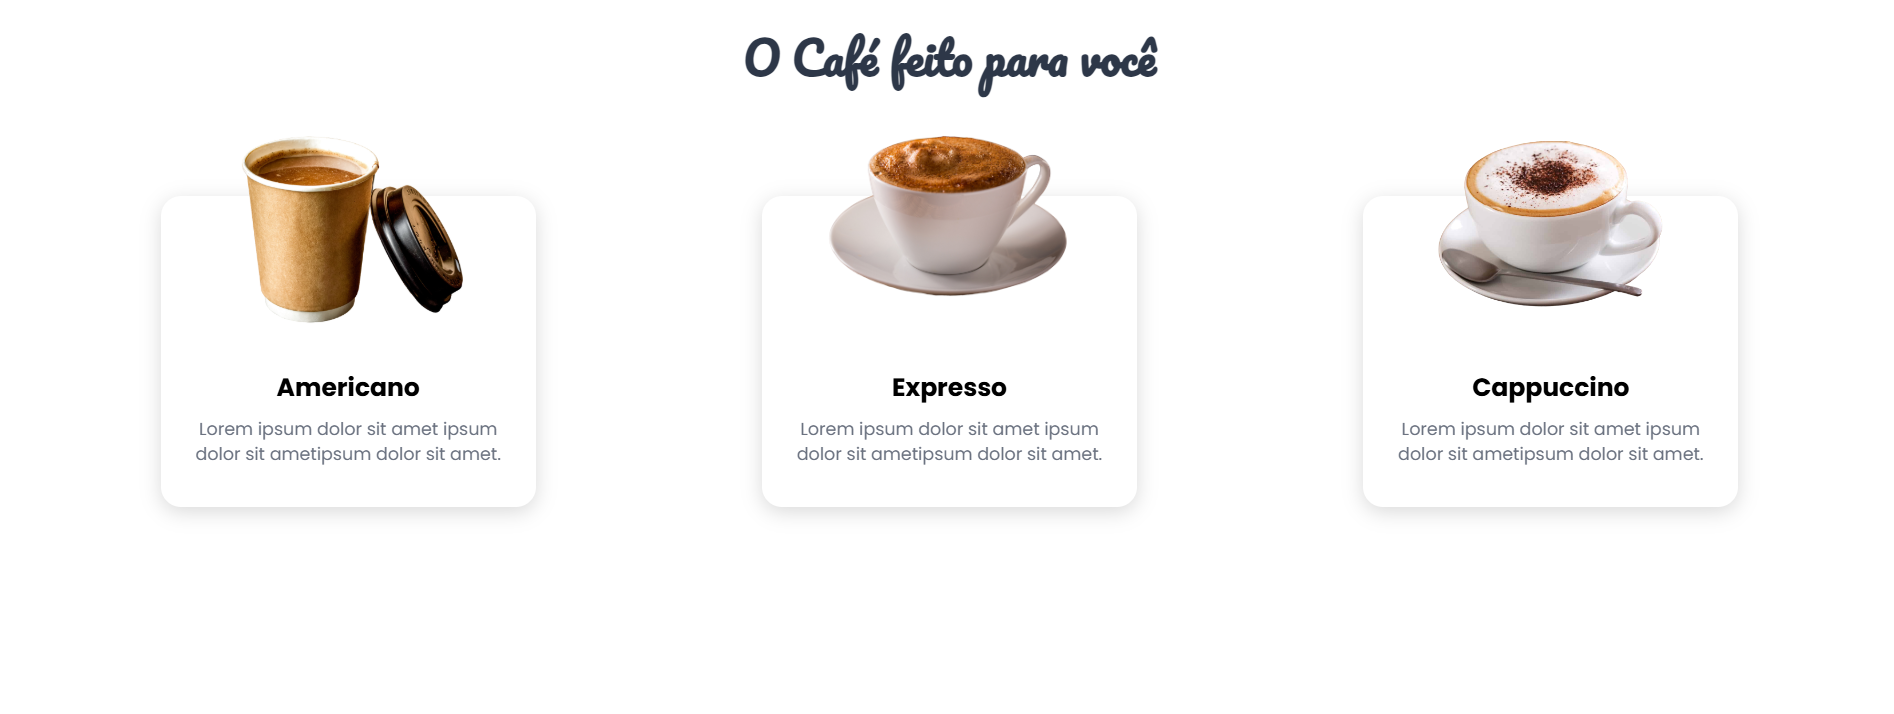 O Café feito para você
Americano
Lorem ipsum dolor sit amet ipsum
dolor sit ametipsum dolor sit amet.
Expresso
Lorem ipsum dolor sit amet ipsum
dolor sit ametipsum dolor sit amet.
Cappuccino
Lorem ipsum dolor sit amet ipsum
dolor sit ametipsum dolor sit amet.